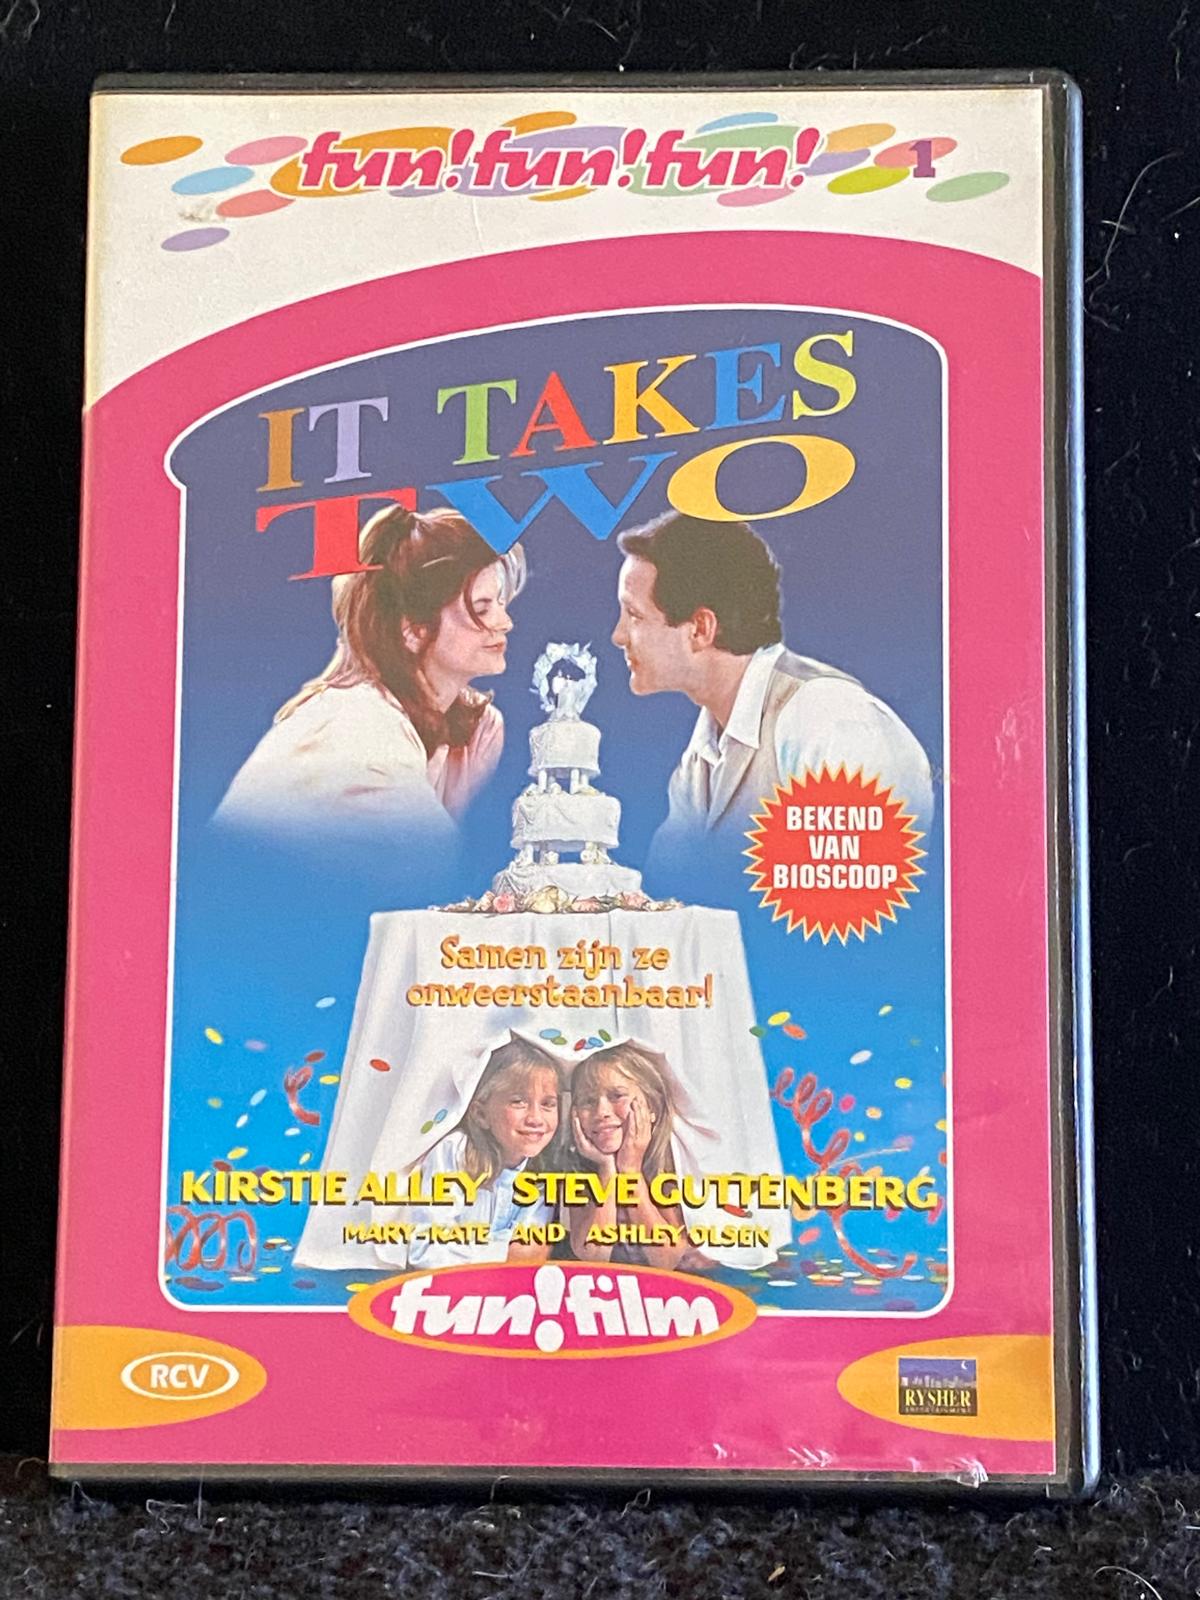 fun!fun!fun! 1
IT TAKES
TWO
BEKEND
VAN
BIOSCOOP
Samen zijn ze
onweerstaanbaar!
KIRSTIE ALLEY STEVE GUTTENBERG
MARY-KATE AND ASHLEY OLSEN
fun!film
RCV
RYSHER
ENTERTAINMENT